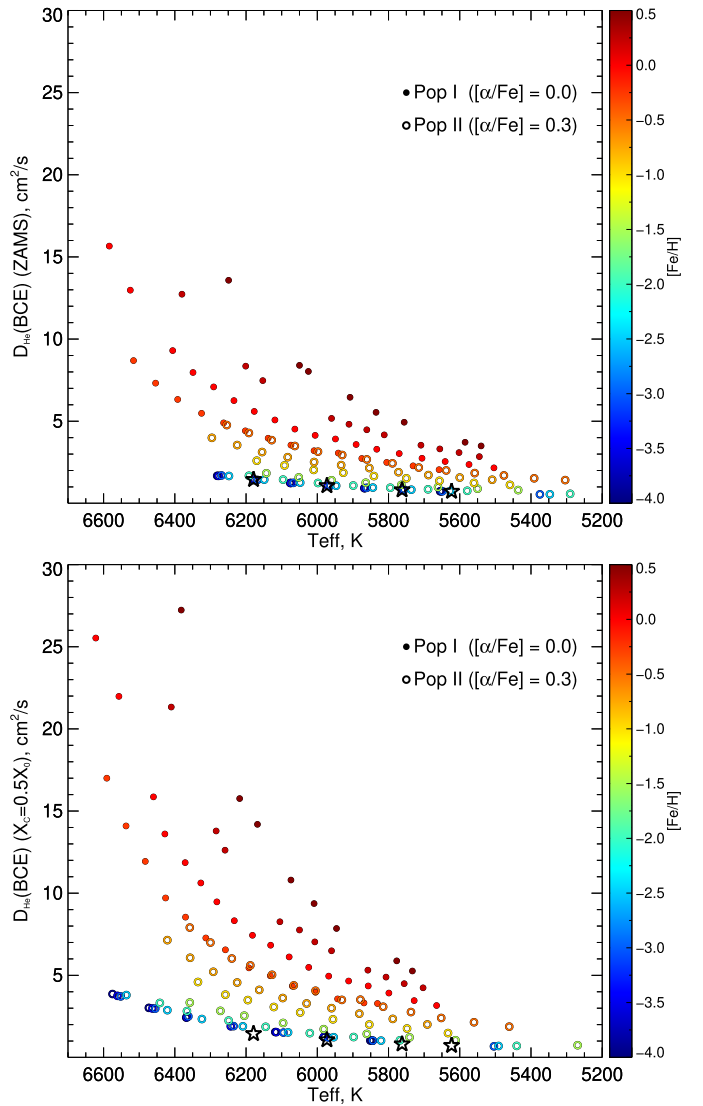 30
25
20
15
10
5
D_He(BCE) (ZAMS), cm²/s
Pop I ([α/Fe] = 0.0)
Pop II ([α/Fe] = 0.3)
6600 6400 6200 6000 5800 5600 5400 5200
Teff, K
0.5
0.0
−0.5
−1.0
−1.5
−2.0
−2.5
−3.0
−3.5
−4.0
[Fe/H]
30
25
20
15
10
5
D_He(BCE) (X_C=0.5X_0), cm²/s
Pop I ([α/Fe] = 0.0)
Pop II ([α/Fe] = 0.3)
6600 6400 6200 6000 5800 5600 5400 5200
Teff, K
0.5
0.0
−0.5
−1.0
−1.5
−2.0
−2.5
−3.0
−3.5
−4.0
[Fe/H]